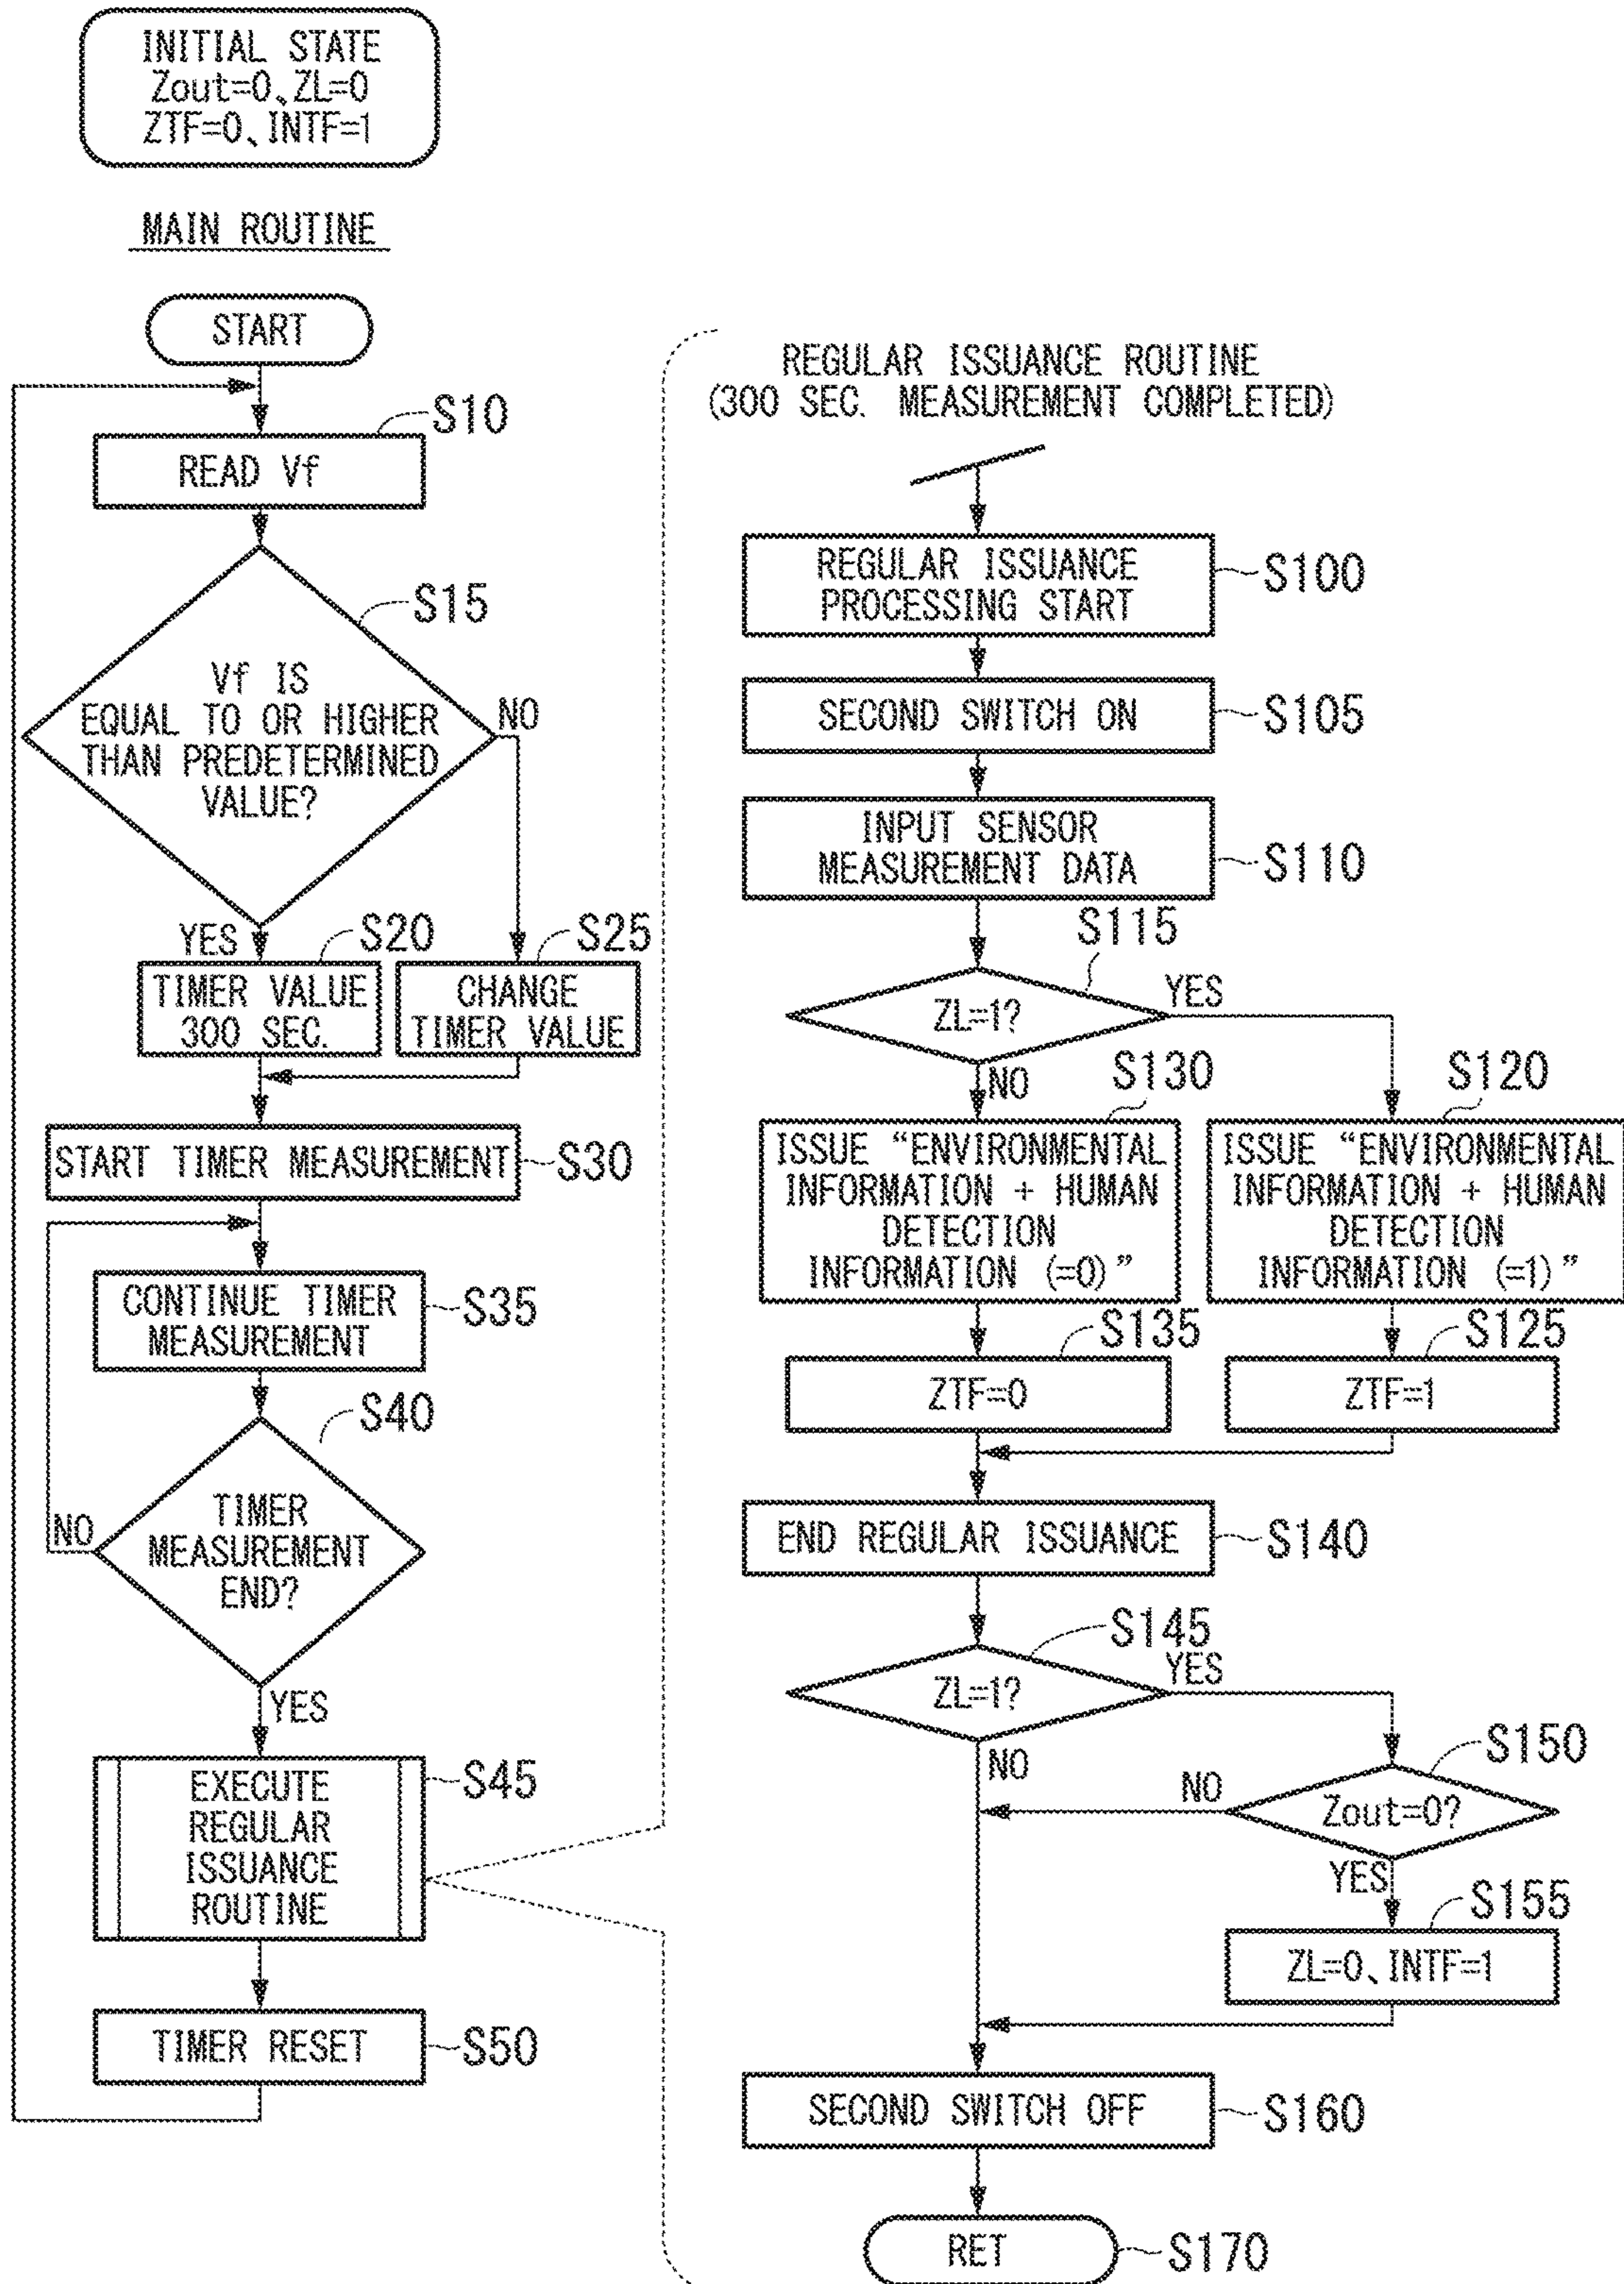 INITIAL STATE
Zout=0、ZL=0
ZTF=0、INTF=1
MAIN ROUTINE
START
S10
READ Vf
S15
Vf IS
EQUAL TO OR HIGHER
THAN PREDETERMINED
VALUE?
NO
YES
S20
TIMER VALUE
300 SEC.
S25
CHANGE
TIMER VALUE
START TIMER MEASUREMENT
S30
CONTINUE TIMER
MEASUREMENT
S35
S40
TIMER
MEASUREMENT
END?
NO
YES
EXECUTE
REGULAR
ISSUANCE
ROUTINE
S45
TIMER RESET
S50
REGULAR ISSUANCE ROUTINE
(300 SEC. MEASUREMENT COMPLETED)
REGULAR ISSUANCE
PROCESSING START
S100
SECOND SWITCH ON
S105
INPUT SENSOR
MEASUREMENT DATA
S110
S115
ZL=1?
YES
NO
S130
ISSUE “ENVIRONMENTAL
INFORMATION + HUMAN
DETECTION
INFORMATION (=0)”
S120
ISSUE “ENVIRONMENTAL
INFORMATION + HUMAN
DETECTION
INFORMATION (=1)”
S135
ZTF=0
S125
ZTF=1
END REGULAR ISSUANCE
S140
S145
ZL=1?
YES
NO
S150
Zout=0?
NO
YES
S155
ZL=0、INTF=1
SECOND SWITCH OFF
S160
RET
S170